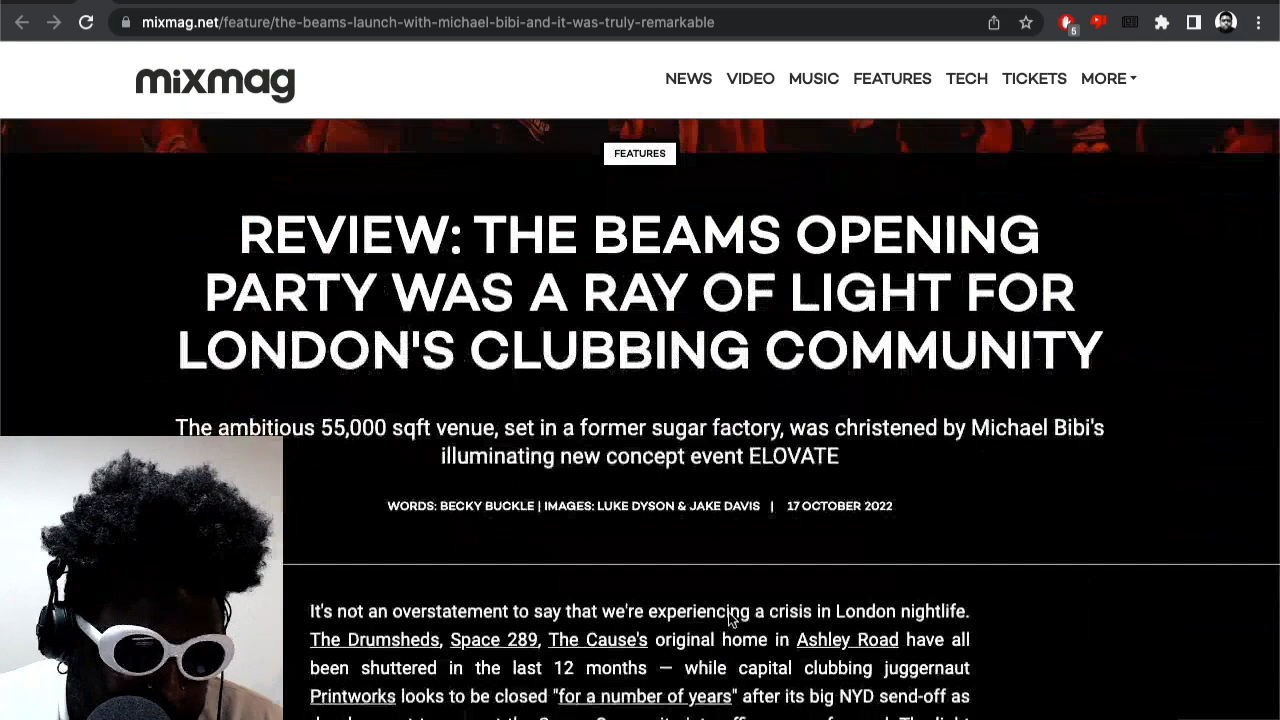 mixmag.net/feature/the-beams-launch-with-michael-bibi-and-it-was-truly-remarkable
5
mixmag
NEWS VIDEO MUSIC FEATURES TECH TICKETS MORE
FEATURES
REVIEW: THE BEAMS OPENING
PARTY WAS A RAY OF LIGHT FOR
LONDON'S CLUBBING COMMUNITY
The ambitious 55,000 sqft venue, set in a former sugar factory, was christened by Michael Bibi's
illuminating new concept event ELOVATE
WORDS: BECKY BUCKLE | IMAGES: LUKE DYSON & JAKE DAVIS | 17 OCTOBER 2022
It's not an overstatement to say that we're experiencing a crisis in London nightlife.
The Drumsheds, Space 289, The Cause's original home in Ashley Road have all
been shuttered in the last 12 months — while capital clubbing juggernaut
Printworks looks to be closed "for a number of years" after its big NYD send-off as